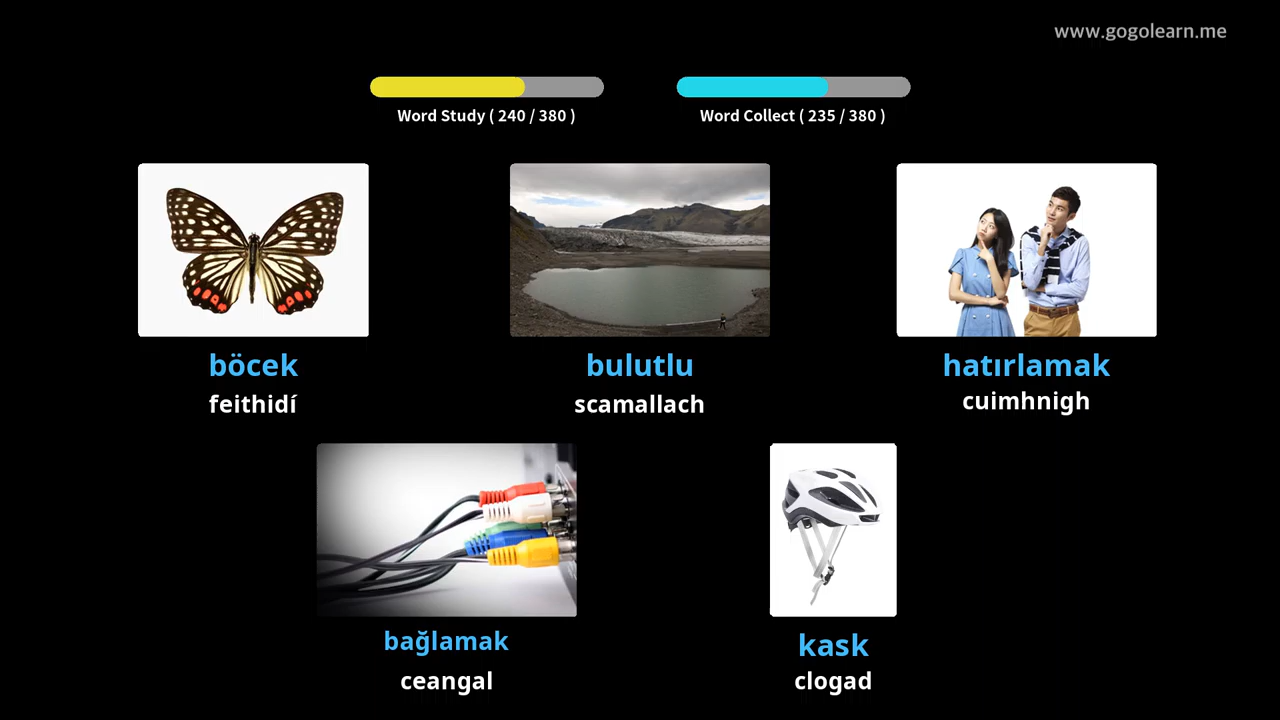 www.gogolearn.me
Word Study ( 240 / 380 )
Word Collect ( 235 / 380 )
böcek
feithidí
bulutlu
scamallach
hatırlamak
cuimhnigh
bağlamak
ceangal
kask
clogad